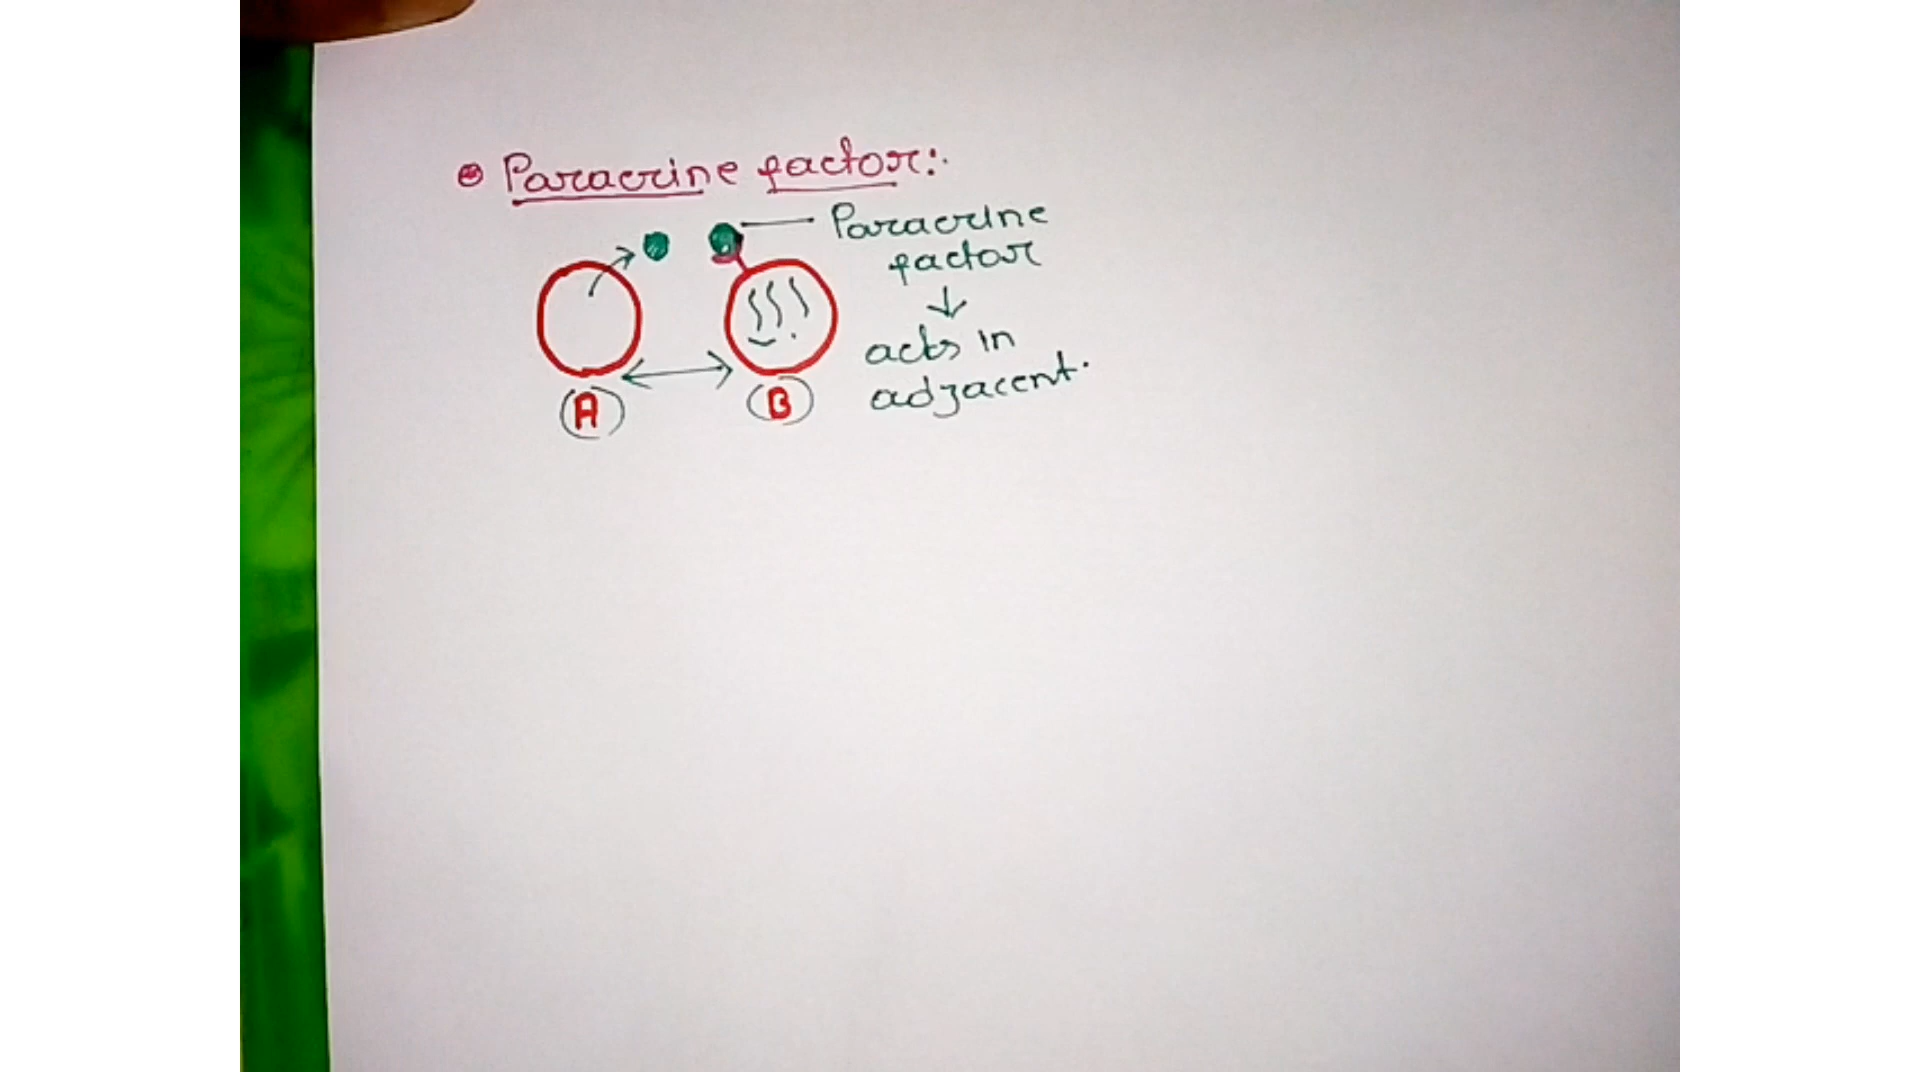 Paracrine factor:
Paracrine
factor
acts in
adjacent.
A
B